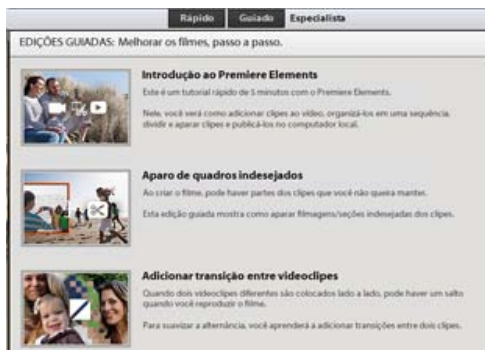 Rápido Guiado Especialista
EDIÇÕES GUIADAS: Melhorar os filmes, passo a passo.
Introdução ao Premiere Elements
Este é um tutorial rápido de 5 minutos com o Premiere Elements.
Nele, você verá como adicionar clipes ao vídeo, organizá-los em uma sequência,
dividir e aparar clipes e publicá-los no computador local.
Aparo de quadros indesejados
Ao criar o filme, pode haver partes dos clipes que você não queira manter.
Esta edição guiada mostra como aparar filmagens/seções indesejadas dos clipes.
Adicionar transição entre videoclipes
Quando dois videoclipes diferentes são colocados lado a lado, pode haver um salto
quando você reproduzir o filme.
Para suavizar a alternância, você aprenderá a adicionar transições entre dois clipes.